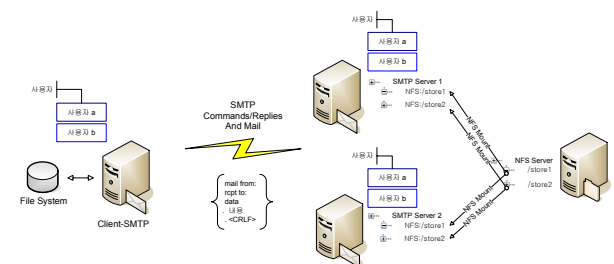 사용자
사용자 a
사용자 b
File System
Client-SMTP
SMTP
Commands/Replies
And Mail
mail from:
rcpt to:
data
. 내용
. <CRLF>
사용자
사용자 a
사용자 b
SMTP Server 1
NFS:/store1
NFS:/store2
사용자
사용자 a
사용자 b
SMTP Server 2
NFS:/store1
NFS:/store2
NFS Mount
NFS Mount
NFS Mount
NFS Mount
NFS Server
/store1
/store2